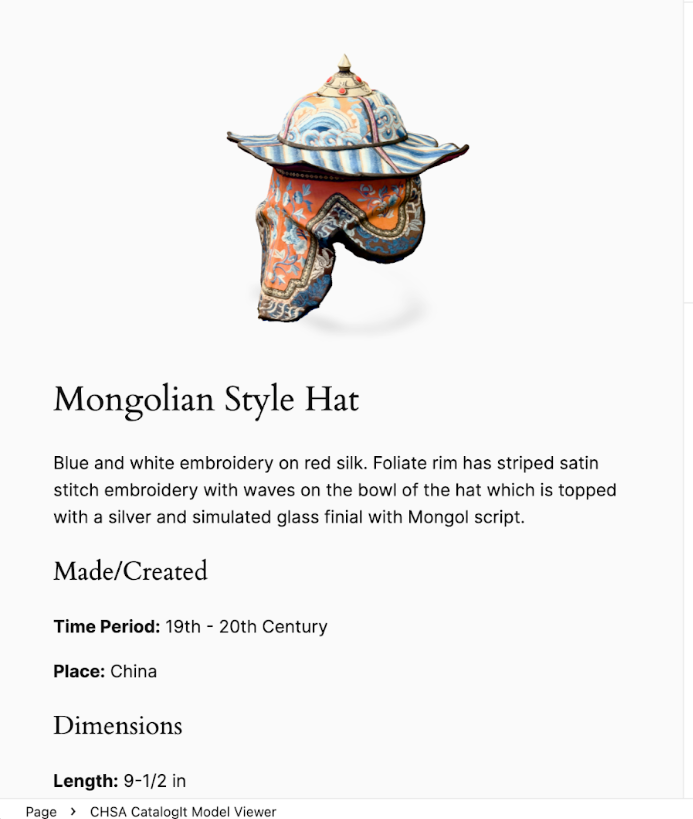 Mongolian Style Hat
Blue and white embroidery on red silk. Foliate rim has striped satin
stitch embroidery with waves on the bowl of the hat which is topped
with a silver and simulated glass finial with Mongol script.
Made/Created
Time Period: 19th - 20th Century
Place: China
Dimensions
Length: 9-1/2 in
Page > CHSA CatalogIt Model Viewer